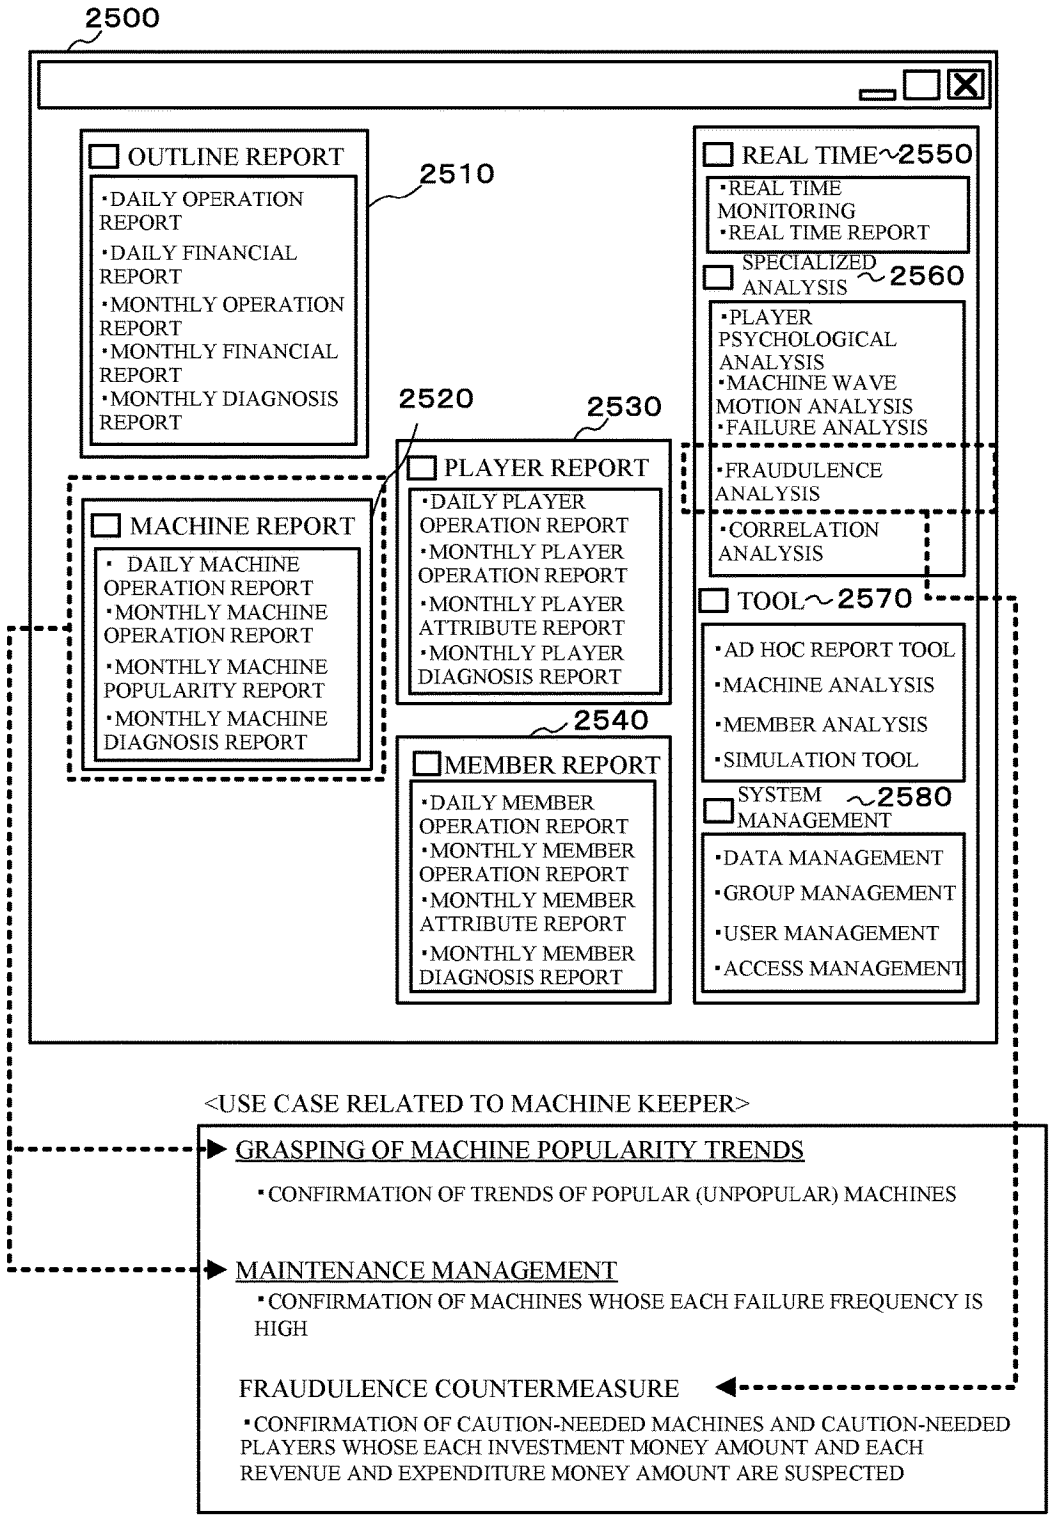 2500
OUTLINE REPORT
2510
・DAILY OPERATION
REPORT
・DAILY FINANCIAL
REPORT
・MONTHLY OPERATION
REPORT
・MONTHLY FINANCIAL
REPORT
・MONTHLY DIAGNOSIS
REPORT
2520
MACHINE REPORT
・DAILY MACHINE
OPERATION REPORT
・MONTHLY MACHINE
OPERATION REPORT
・MONTHLY MACHINE
POPULARITY REPORT
・MONTHLY MACHINE
DIAGNOSIS REPORT
2530
PLAYER REPORT
・DAILY PLAYER
OPERATION REPORT
・MONTHLY PLAYER
OPERATION REPORT
・MONTHLY PLAYER
ATTRIBUTE REPORT
・MONTHLY PLAYER
DIAGNOSIS REPORT
2540
MEMBER REPORT
・DAILY MEMBER
OPERATION REPORT
・MONTHLY MEMBER
OPERATION REPORT
・MONTHLY MEMBER
ATTRIBUTE REPORT
・MONTHLY MEMBER
DIAGNOSIS REPORT
REAL TIME 2550
・REAL TIME
MONITORING
・REAL TIME REPORT
SPECIALIZED
ANALYSIS 2560
・PLAYER
PSYCHOLOGICAL
ANALYSIS
・MACHINE WAVE
MOTION ANALYSIS
・FAILURE ANALYSIS
・FRAUDULENCE
ANALYSIS
・CORRELATION
ANALYSIS
TOOL 2570
・AD HOC REPORT TOOL
・MACHINE ANALYSIS
・MEMBER ANALYSIS
・SIMULATION TOOL
SYSTEM
MANAGEMENT 2580
・DATA MANAGEMENT
・GROUP MANAGEMENT
・USER MANAGEMENT
・ACCESS MANAGEMENT
<USE CASE RELATED TO MACHINE KEEPER>
GRASPING OF MACHINE POPULARITY TRENDS
・CONFIRMATION OF TRENDS OF POPULAR (UNPOPULAR) MACHINES
MAINTENANCE MANAGEMENT
・CONFIRMATION OF MACHINES WHOSE EACH FAILURE FREQUENCY IS
HIGH
FRAUDULENCE COUNTERMEASURE
・CONFIRMATION OF CAUTION-NEEDED MACHINES AND CAUTION-NEEDED
PLAYERS WHOSE EACH INVESTMENT MONEY AMOUNT AND EACH
REVENUE AND EXPENDITURE MONEY AMOUNT ARE SUSPECTED